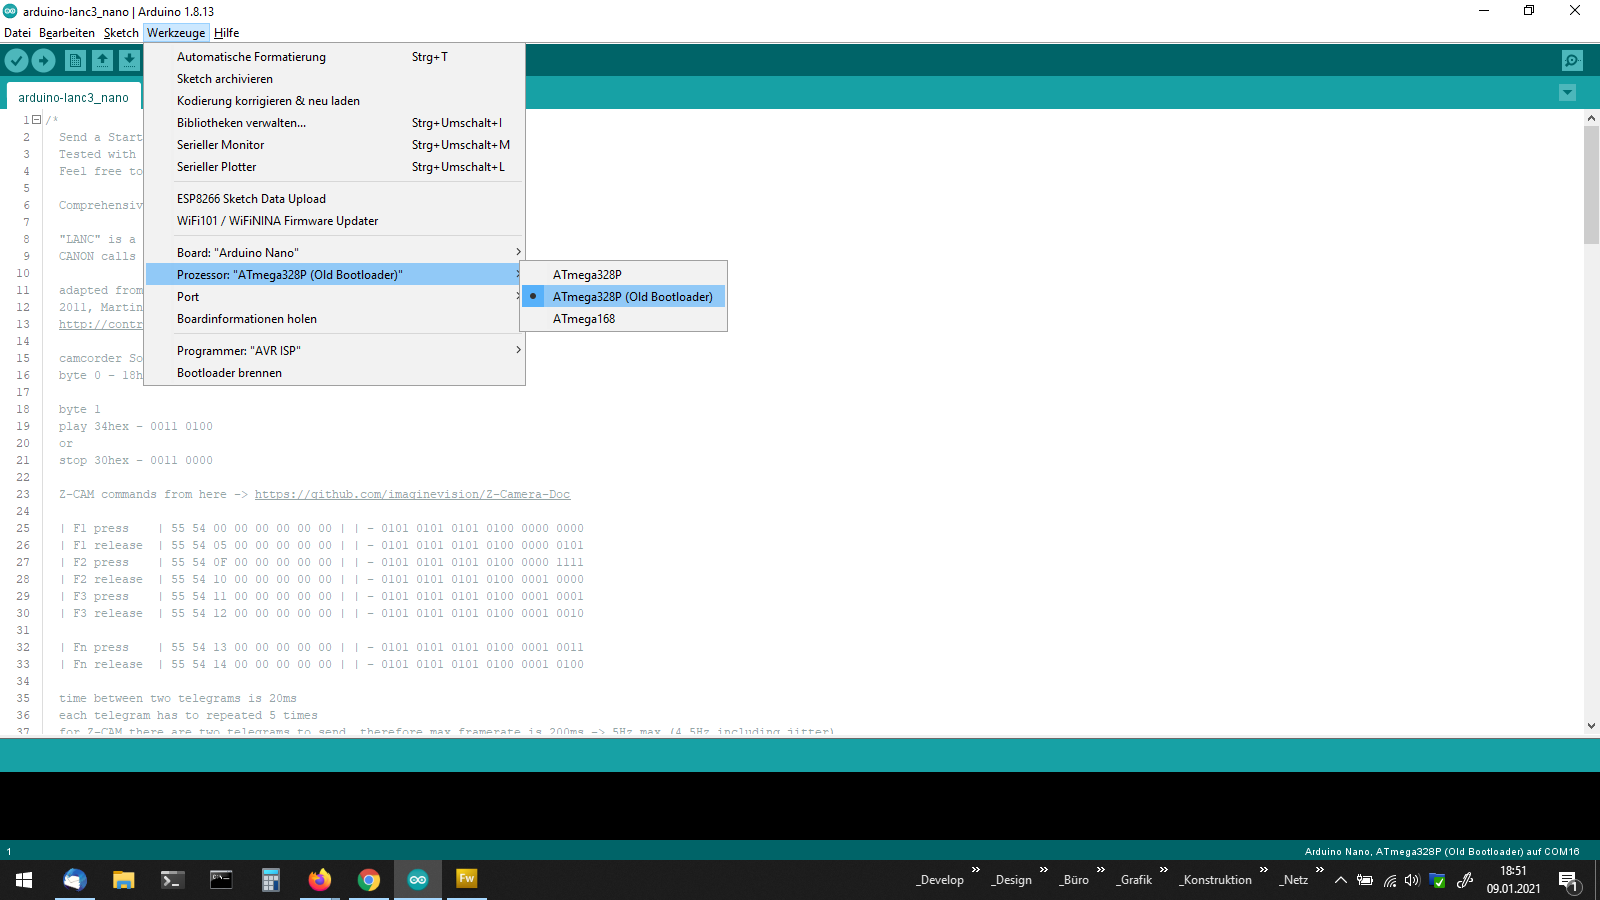 arduino-lanc3_nano | Arduino 1.8.13
Datei Bearbeiten Sketch Werkzeuge Hilfe
Automatische Formatierung Strg+T
Sketch archivieren
Kodierung korrigieren & neu laden
Bibliotheken verwalten... Strg+Umschalt+I
Serieller Monitor Strg+Umschalt+M
Serieller Plotter Strg+Umschalt+L
ESP8266 Sketch Data Upload
WiFi101 / WiFiNINA Firmware Updater
Board: "Arduino Nano"
Prozessor: "ATmega328P (Old Bootloader)"
Port
Boardinformationen holen
Programmer: "AVR ISP"
Bootloader brennen
ATmega328P
ATmega328P (Old Bootloader)
ATmega168
arduino-lanc3_nano
1 /*
2 Send a Start
3 Tested with
4 Feel free to
5
6 Comprehensiv
7
8 "LANC" is a
9 CANON calls
10
11 adapted from
12 2011, Martin
13 http://contr
14
15 camcorder So
16 byte 0 - 18h
17
18 byte 1
19 play 34hex - 0011 0100
20 or
21 stop 30hex - 0011 0000
22
23 Z-CAM commands from here -> https://github.com/imaginevision/Z-Camera-Doc
24
25 | F1 press | 55 54 00 00 00 00 00 00 | | - 0101 0101 0101 0100 0000 0000
26 | F1 release | 55 54 05 00 00 00 00 00 | | - 0101 0101 0101 0100 0000 0101
27 | F2 press | 55 54 0F 00 00 00 00 00 | | - 0101 0101 0101 0100 0000 1111
28 | F2 release | 55 54 10 00 00 00 00 00 | | - 0101 0101 0101 0100 0001 0000
29 | F3 press | 55 54 11 00 00 00 00 00 | | - 0101 0101 0101 0100 0001 0001
30 | F3 release | 55 54 12 00 00 00 00 00 | | - 0101 0101 0101 0100 0001 0010
31
32 | Fn press | 55 54 13 00 00 00 00 00 | | - 0101 0101 0101 0100 0001 0011
33 | Fn release | 55 54 14 00 00 00 00 00 | | - 0101 0101 0101 0100 0001 0100
34
35 time between two telegrams is 20ms
36 each telegram has to repeated 5 times
37 for Z-CAM there are two telegrams to send, therefore max framerate is 200ms -> 5Hz max (4.5Hz including jitter)
1 Arduino Nano, ATmega328P (Old Bootloader) auf COM16
Fw _Develop _Design _Büro _Grafik _Konstruktion _Netz 18:51
09.01.2021 1